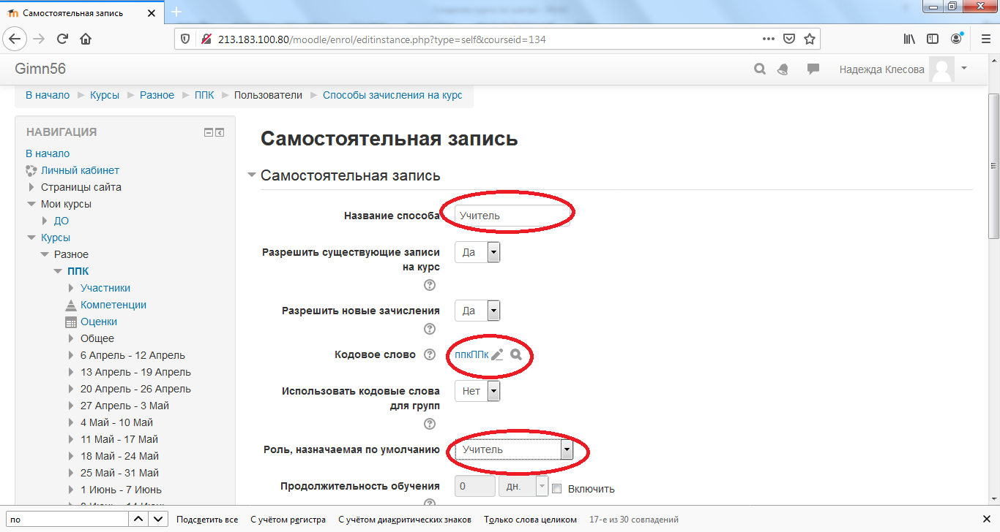 Самостоятельная запись
213.183.100.80/moodle/enrol/editinstance.php?type=self&courseid=134
Gimn56
Надежда Клесова
В начало Курсы Разное ППК Пользователи Способы зачисления на курс
НАВИГАЦИЯ
В начало
Личный кабинет
Страницы сайта
Мои курсы
ДО
Курсы
Разное
ППК
Участники
Компетенции
Оценки
Общее
6 Апрель - 12 Апрель
13 Апрель - 19 Апрель
20 Апрель - 26 Апрель
27 Апрель - 3 Май
4 Май - 10 Май
11 Май - 17 Май
18 Май - 24 Май
25 Май - 31 Май
1 Июнь - 7 Июнь
Самостоятельная запись
Самостоятельная запись
Название способа Учитель
Разрешить существующие записи Да
на курс
Разрешить новые зачисления Да
Кодовое слово ппкППк
Использовать кодовые слова Нет
для групп
Роль, назначаемая по умолчанию Учитель
Продолжительность обучения 0 дн. Включить
по Подсветить все С учётом регистра С учётом диакритических знаков Только слова целиком 17-е из 30 совпадений